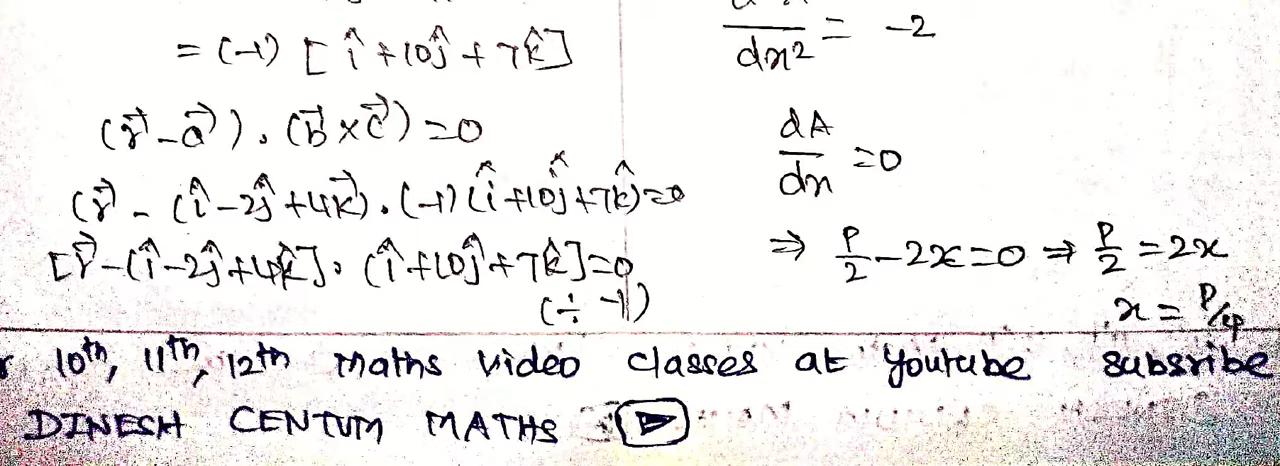 = (-1) [ î + 10ĵ + 7k̂ ]
(r⃗ - a⃗) . (b⃗ × c⃗) = 0
(r⃗ - (î - 2ĵ + 4k⃗) . (-1) (î + 10ĵ + 7k̂) = 0
[r⃗ - (î - 2ĵ + 4k̂] . (î + 10ĵ + 7k̂] = 0
(÷ -1)
dx² = -2
dA/dx = 0
⇒ P/2 - 2x = 0 ⇒ P/2 = 2x
x = P/4
10th, 11th, 12th maths video classes at youtube subsribe
DINESH CENTUM MATHS